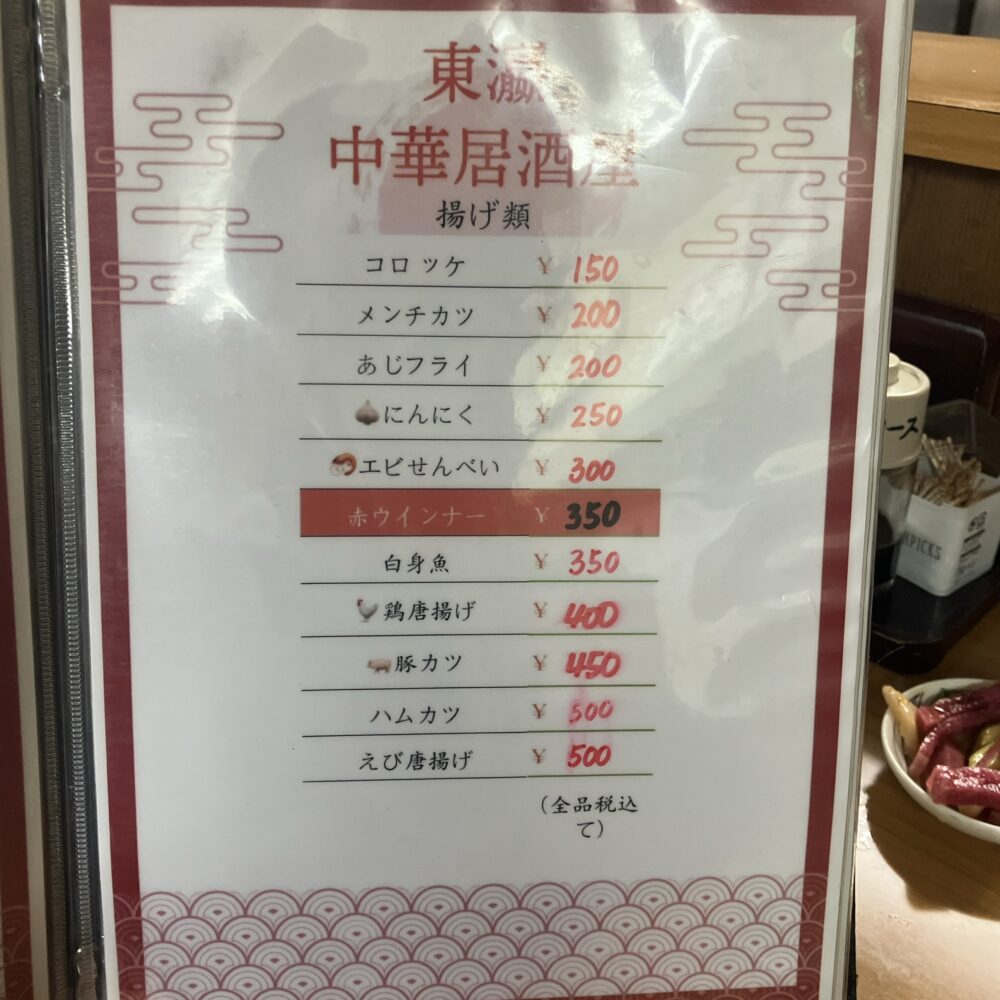 東瀛
中華居酒屋
揚げ類
コロッケ ¥ 150
メンチカツ ¥ 200
あじフライ ¥ 200
にんにく ¥ 250
エビせんべい ¥ 300
赤ウインナー ¥ 350
白身魚 ¥ 350
鶏唐揚げ ¥ 400
豚カツ ¥ 450
ハムカツ ¥ 500
えび唐揚げ ¥ 500
(全品税込
て)
ース
HPICKS